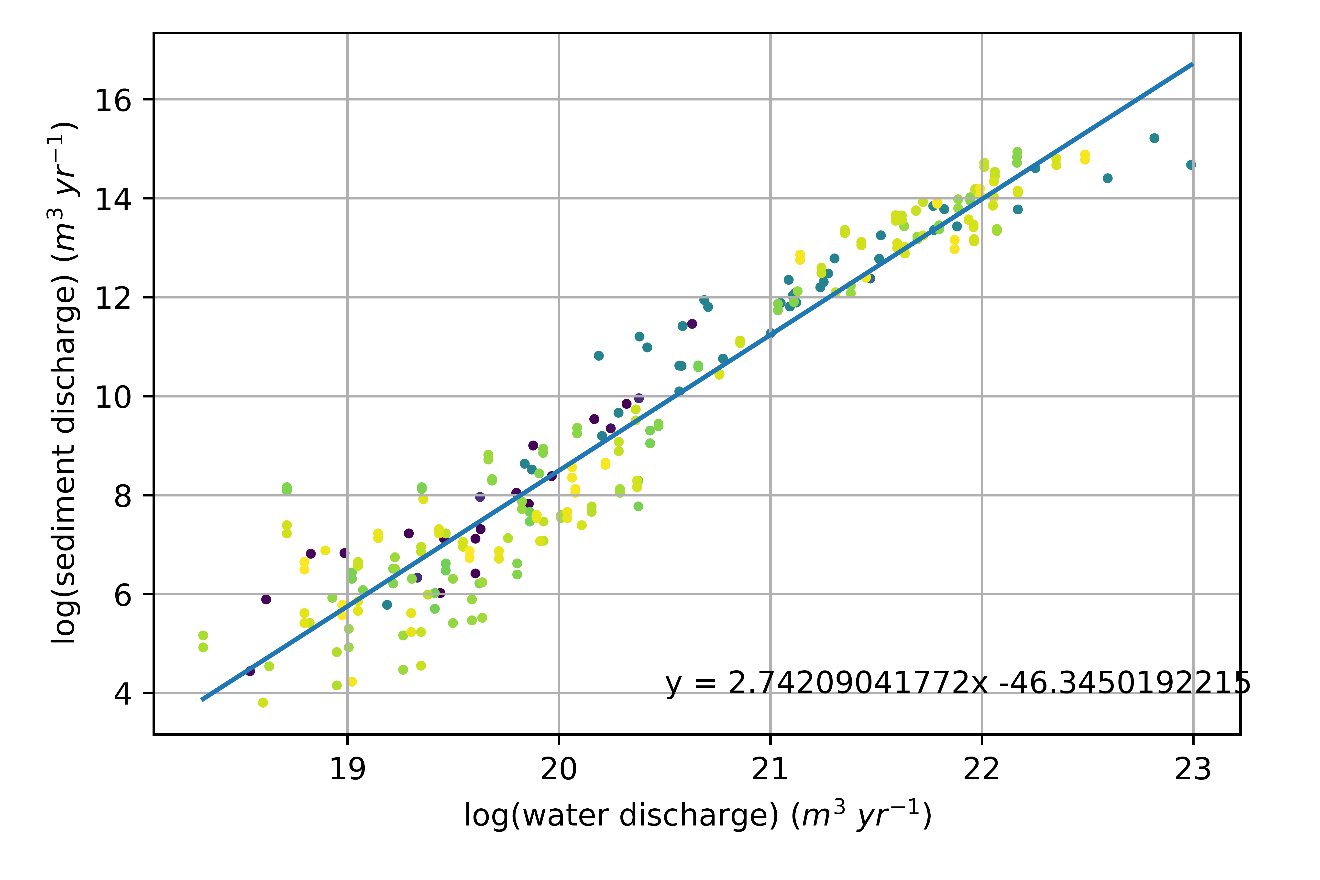 log(sediment discharge) (m³ yr⁻¹)
16
14
12
10
8
6
4
y = 2.74209041772x -46.3450192215
19 20 21 22 23
log(water discharge) (m³ yr⁻¹)